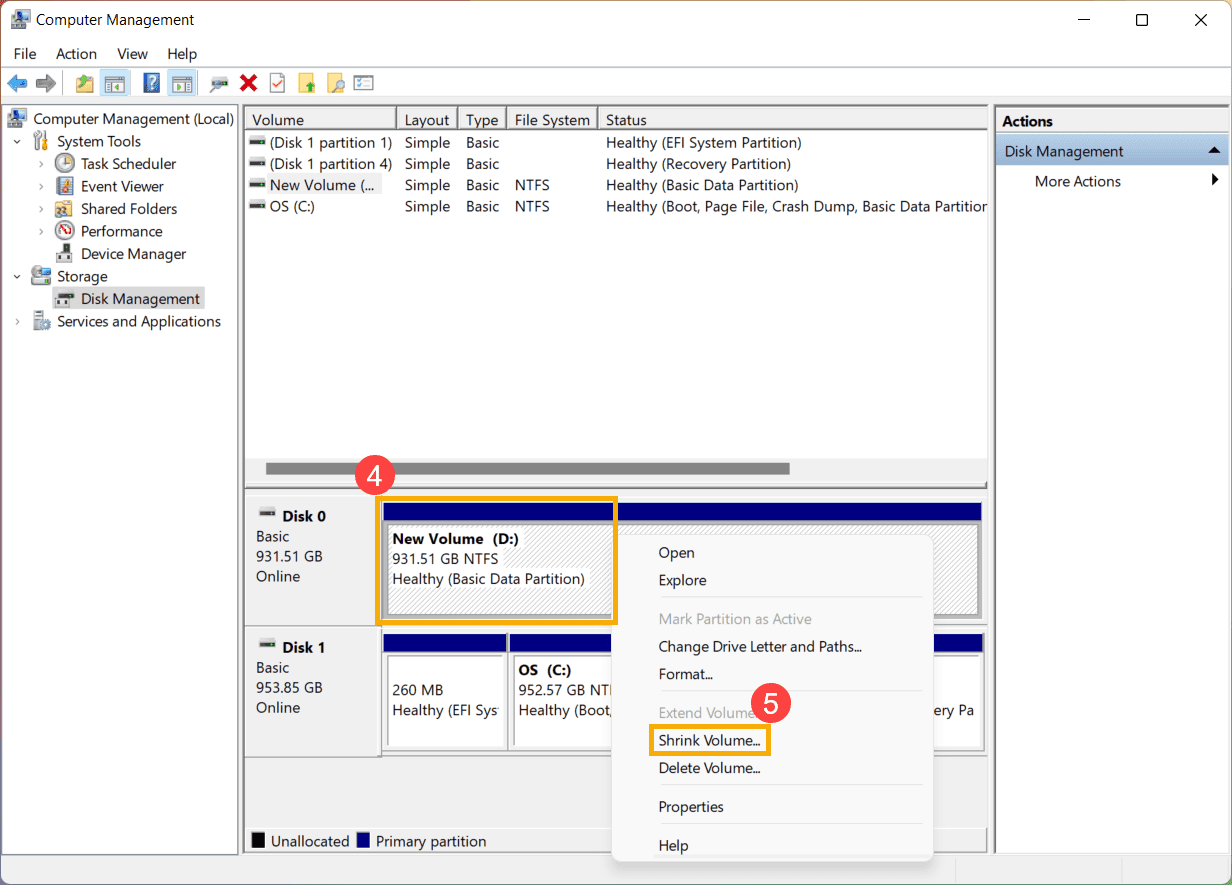 Computer Management
File Action View Help
Computer Management (Local)
System Tools
Task Scheduler
Event Viewer
Shared Folders
Performance
Device Manager
Storage
Disk Management
Services and Applications
Volume Layout Type File System Status
(Disk 1 partition 1) Simple Basic Healthy (EFI System Partition)
(Disk 1 partition 4) Simple Basic Healthy (Recovery Partition)
New Volume (... Simple Basic NTFS Healthy (Basic Data Partition)
OS (C:) Simple Basic NTFS Healthy (Boot, Page File, Crash Dump, Basic Data Partition
Actions
Disk Management
More Actions
4
Disk 0
Basic
931.51 GB
Online
New Volume (D:)
931.51 GB NTFS
Healthy (Basic Data Partition)
Disk 1
Basic
953.85 GB
Online
260 MB
Healthy (EFI Sys
OS (C:)
952.57 GB NTI
Healthy (Boot,
ery Pa
Open
Explore
Mark Partition as Active
Change Drive Letter and Paths...
Format...
Extend Volume
5
Shrink Volume...
Delete Volume...
Properties
Help
Unallocated Primary partition